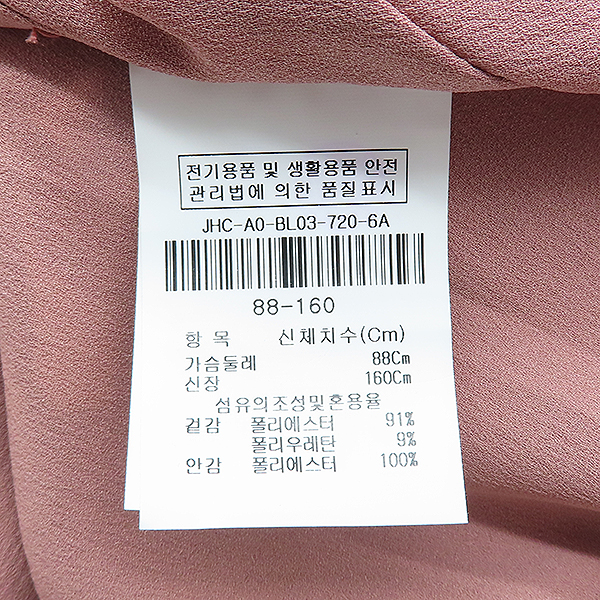 전기용품 및 생활용품 안전
관리법에 의한 품질표시
JHC-A0-BL03-720-6A
88-160
항 목 신체치수(Cm)
가슴둘레 88Cm
신장 160Cm
섬유의조성및혼용율
겉감 폴리에스터 91%
폴리우레탄 9%
안감 폴리에스터 100%